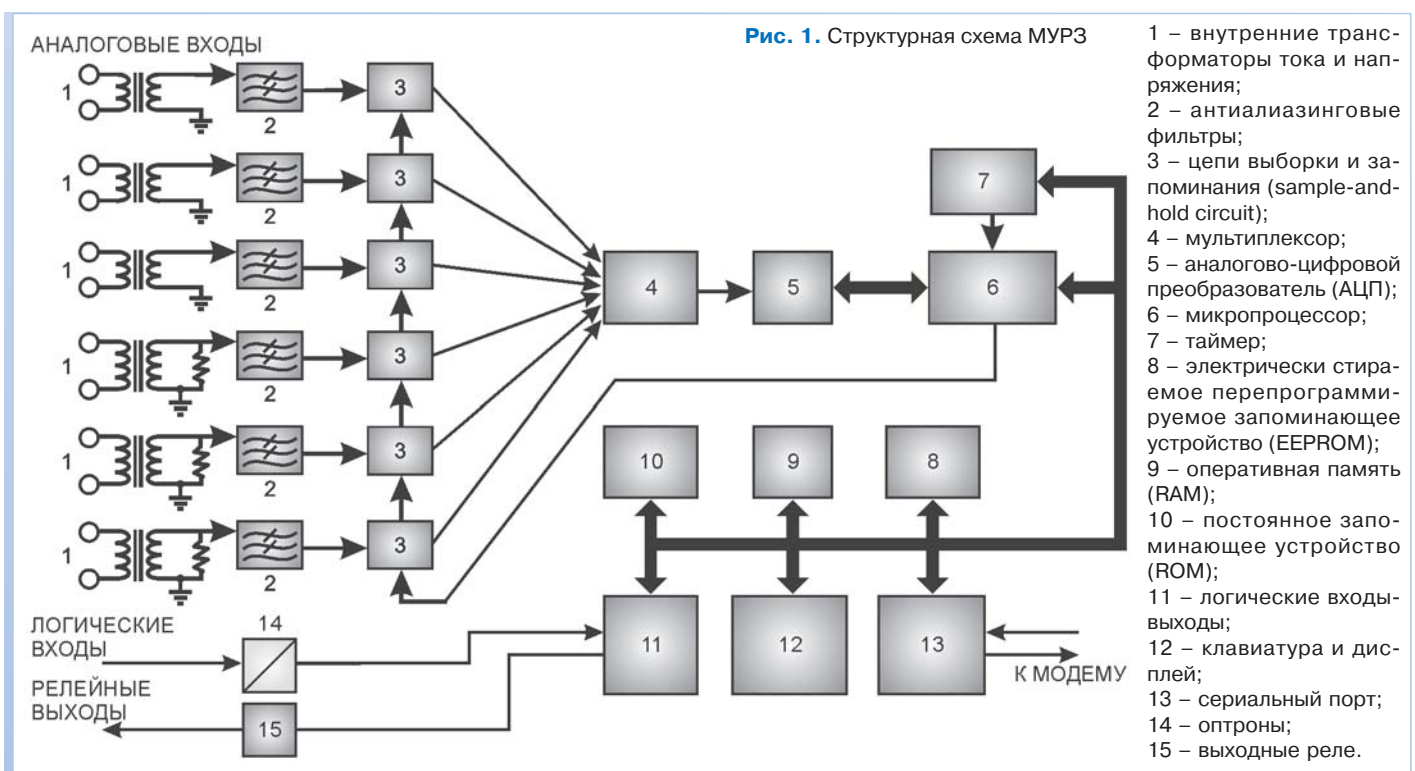 АНАЛОГОВЫЕ ВХОДЫ
Рис. 1. Структурная схема МУРЗ
1
2
3
1
2
3
1
2
3
1
2
3
1
2
3
1
2
3
4
5
6
7
10
9
8
11
12
13
ЛОГИЧЕСКИЕ
ВХОДЫ
14
РЕЛЕЙНЫЕ
ВЫХОДЫ
15
К МОДЕМУ
1 – внутренние транс-
форматоры тока и нап-
ряжения;
2 – антиалиазинговые
фильтры;
3 – цепи выборки и за-
поминания (sample-and-
hold circuit);
4 – мультиплексор;
5 – аналогово-цифровой
преобразователь (АЦП);
6 – микропроцессор;
7 – таймер;
8 – электрически стира-
емое перепрограмми-
руемое запоминающее
устройство (EEPROM);
9 – оперативная память
(RAM);
10 – постоянное запо-
минающее устройство
(ROM);
11 – логические входы-
выходы;
12 – клавиатура и дис-
плей;
13 – сериальный порт;
14 – оптроны;
15 – выходные реле.